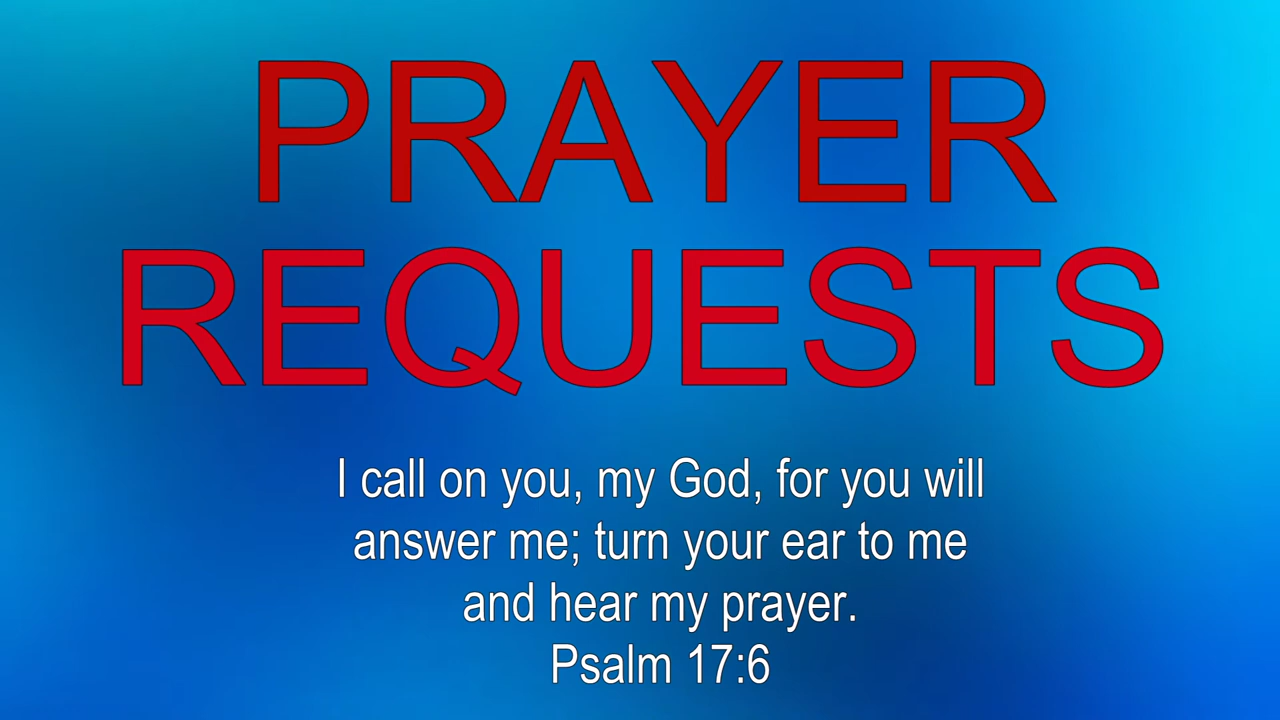 PRAYER
REQUESTS
I call on you, my God, for you will
answer me; turn your ear to me
and hear my prayer.
Psalm 17:6